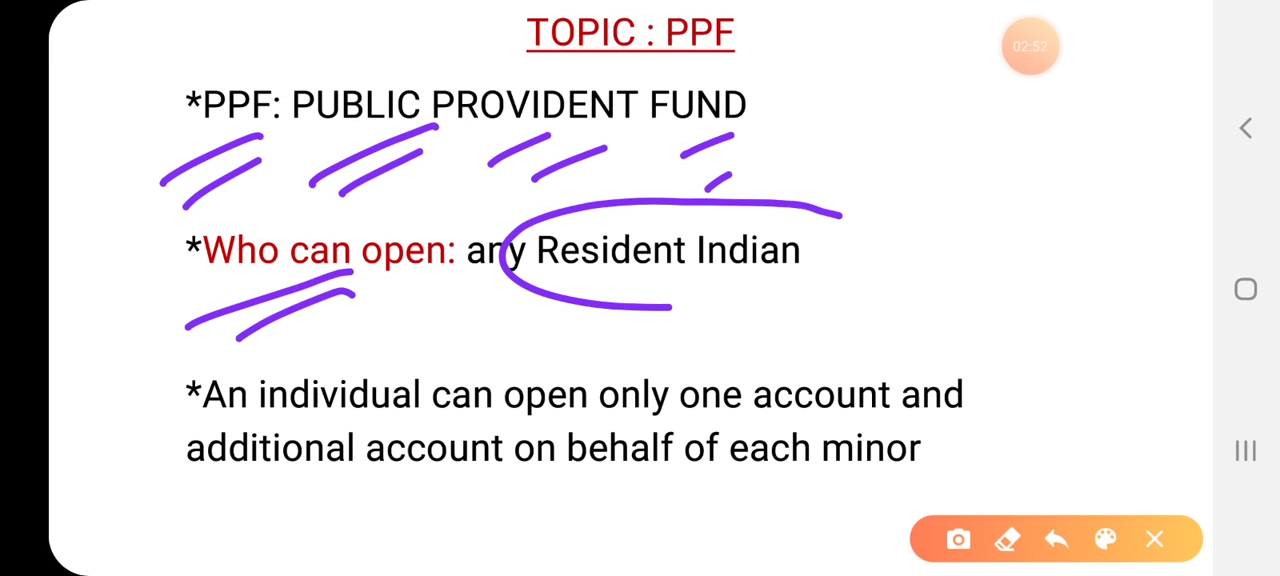 TOPIC : PPF
02:52
*PPF: PUBLIC PROVIDENT FUND
*Who can open: any Resident Indian
*An individual can open only one account and
additional account on behalf of each minor